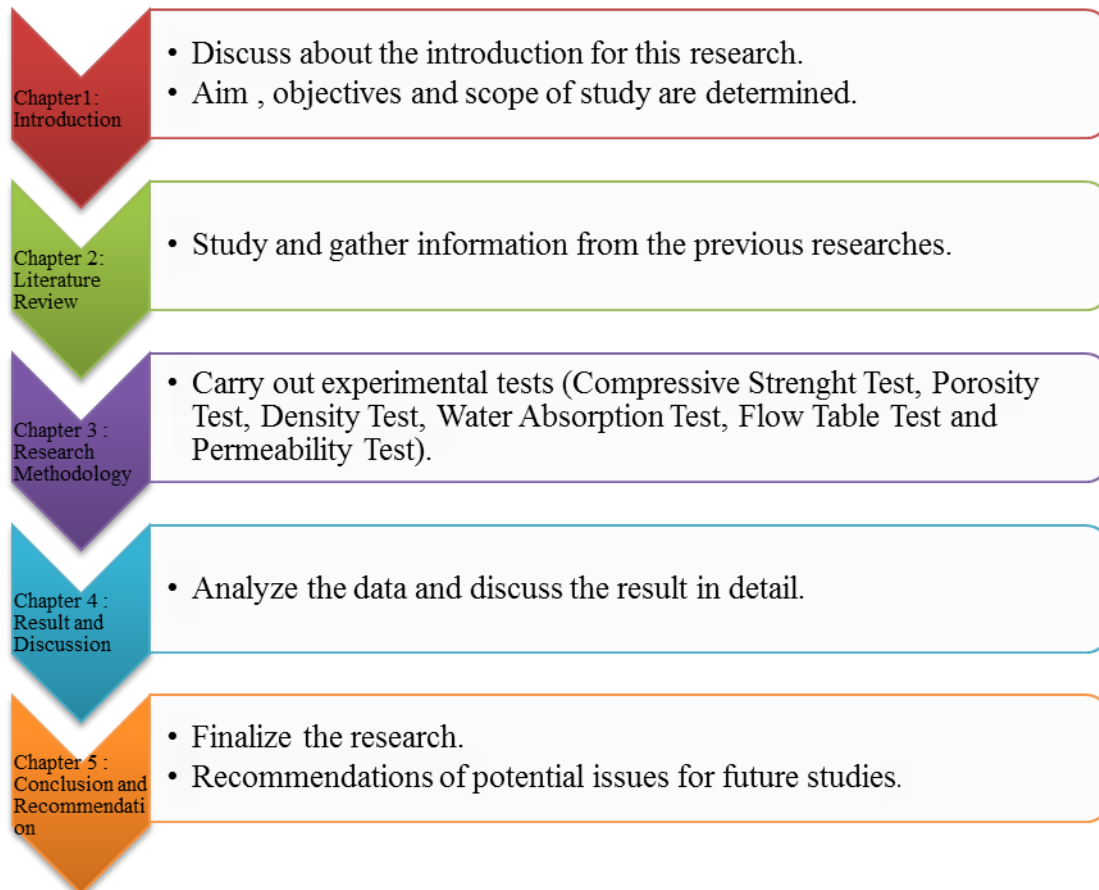 Chapter1:
Introduction
• Discuss about the introduction for this research.
• Aim , objectives and scope of study are determined.
Chapter 2:
Literature
Review
• Study and gather information from the previous researches.
Chapter 3 :
Research
Methodology
• Carry out experimental tests (Compressive Strenght Test, Porosity
Test, Density Test, Water Absorption Test, Flow Table Test and
Permeability Test).
Chapter 4 :
Result and
Discussion
• Analyze the data and discuss the result in detail.
Chapter 5 :
Conclusion and
Recommendati
on
• Finalize the research.
• Recommendations of potential issues for future studies.